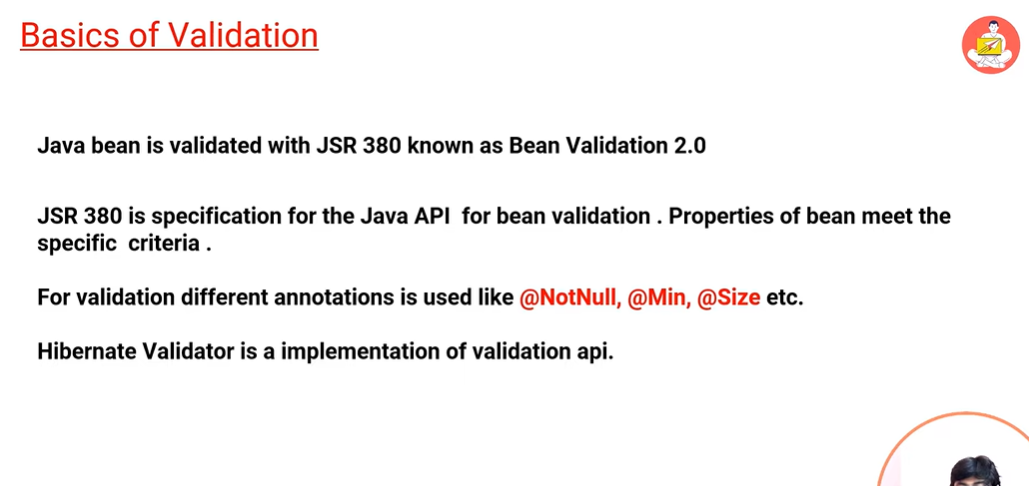 Basics of Validation
Java bean is validated with JSR 380 known as Bean Validation 2.0
JSR 380 is specification for the Java API for bean validation . Properties of bean meet the
specific criteria .
For validation different annotations is used like @NotNull, @Min, @Size etc.
Hibernate Validator is a implementation of validation api.